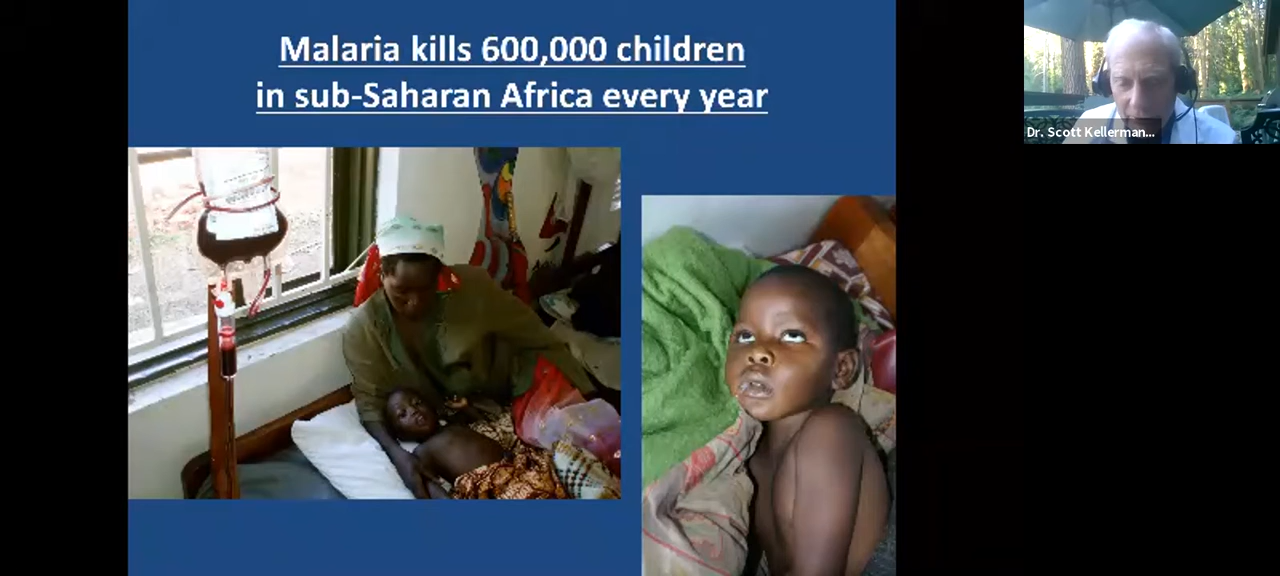 Malaria kills 600,000 children
in sub-Saharan Africa every year
Dr. Scott Kellerman...